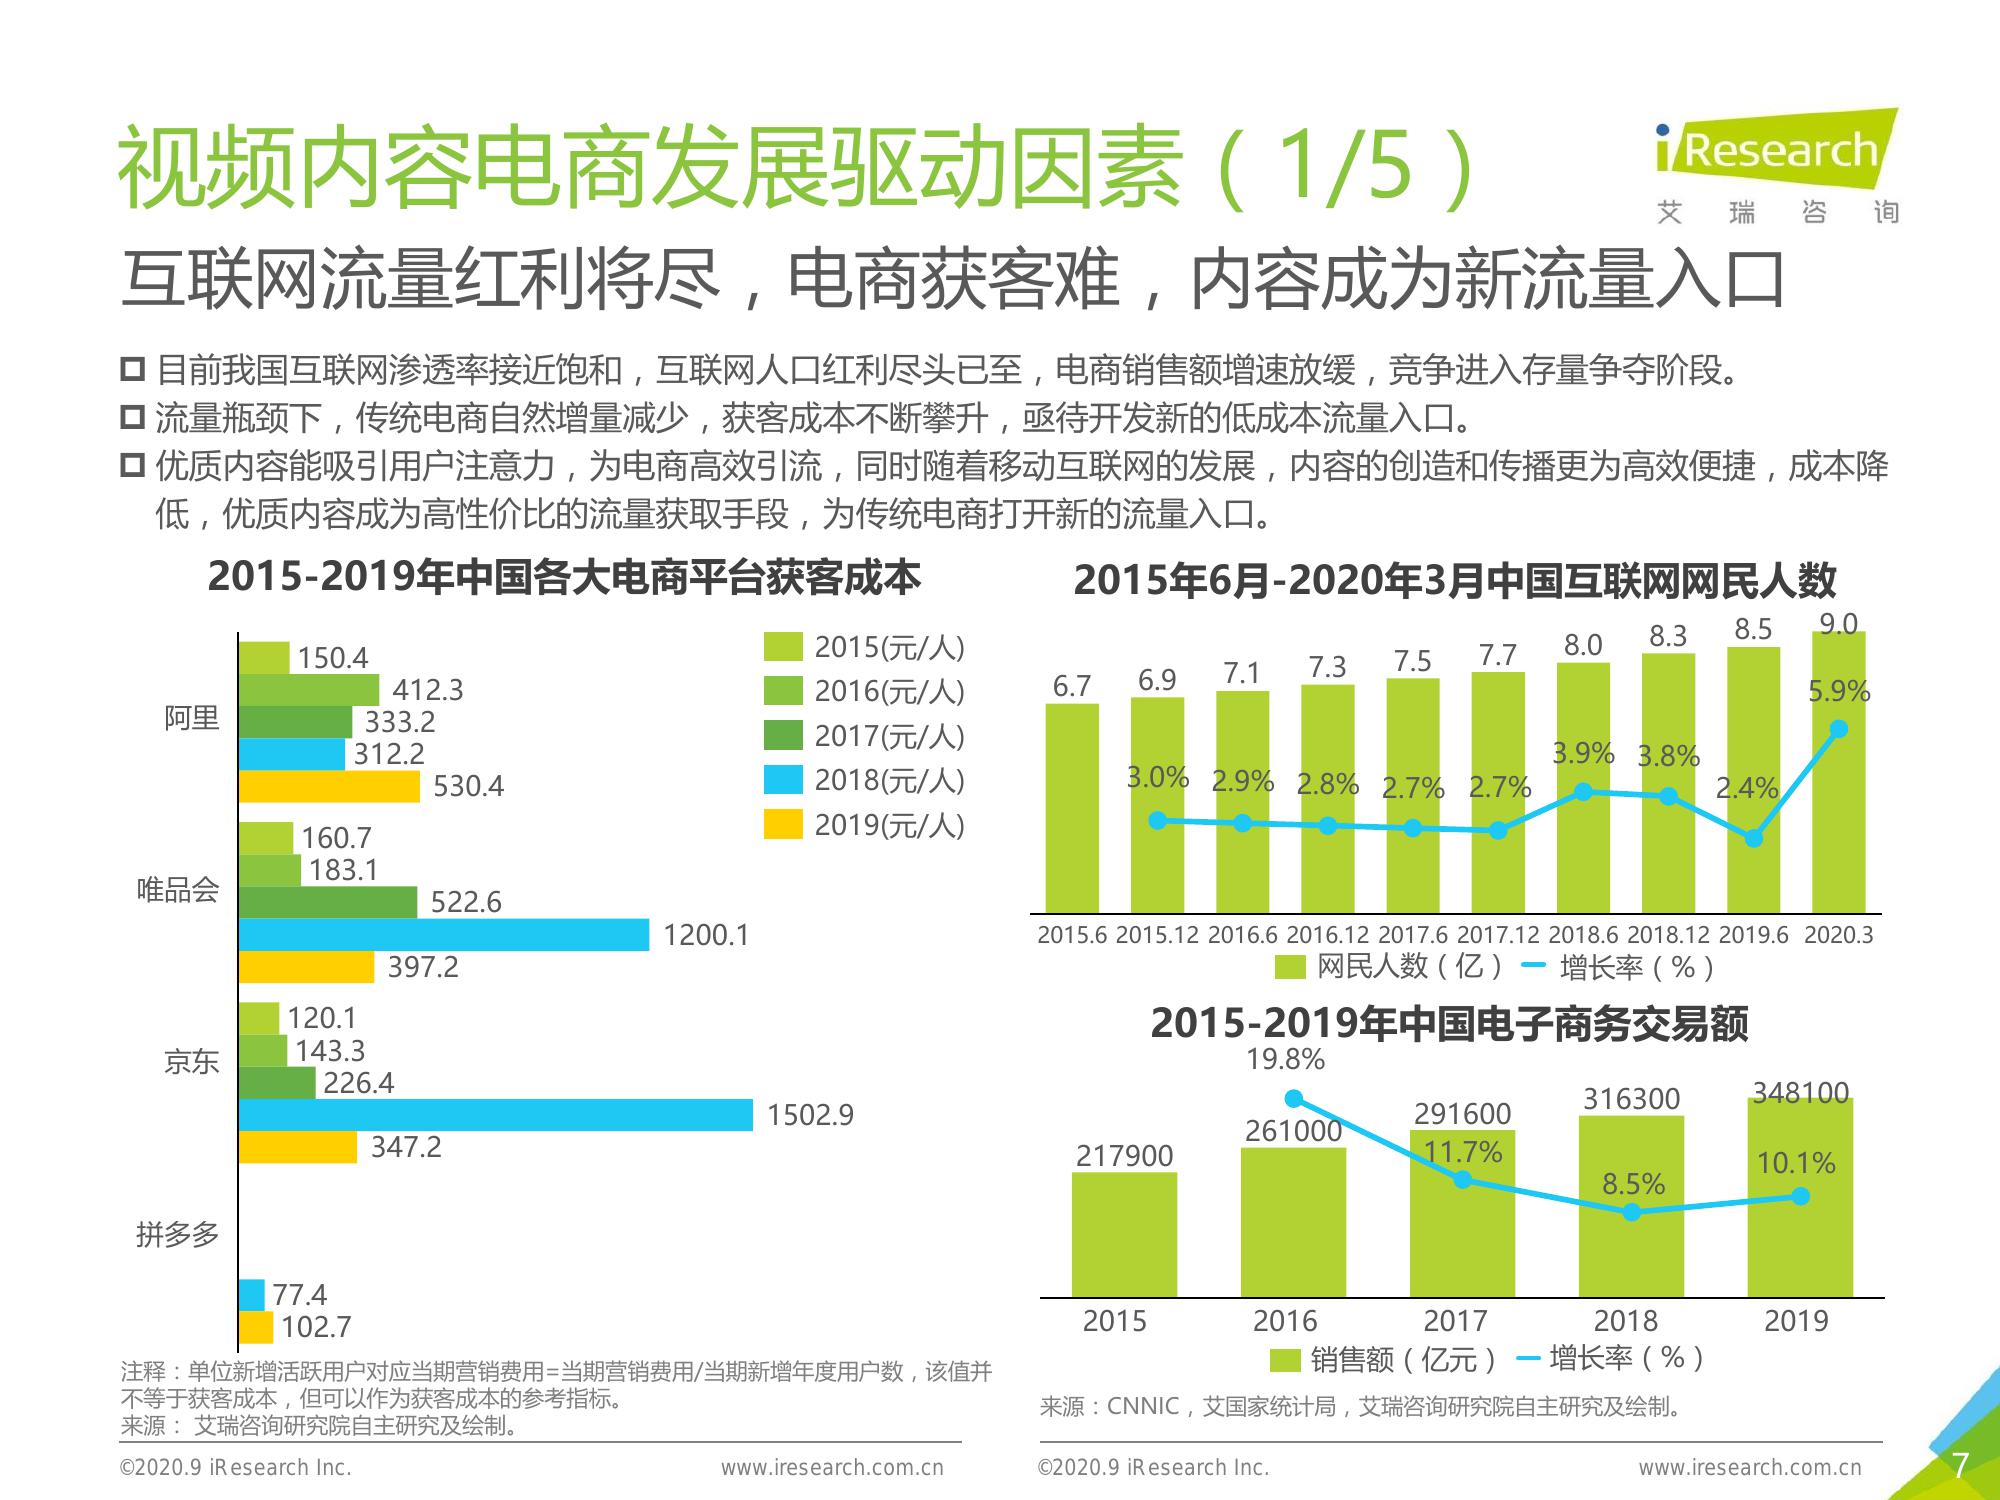 视频内容电商发展驱动因素（1/5）
iResearch
艾瑞咨询
互联网流量红利将尽，电商获客难，内容成为新流量入口
目前我国互联网渗透率接近饱和，互联网人口红利尽头已至，电商销售额增速放缓，竞争进入存量争夺阶段。
流量瓶颈下，传统电商自然增量减少，获客成本不断攀升，亟待开发新的低成本流量入口。
优质内容能吸引用户注意力，为电商高效引流，同时随着移动互联网的发展，内容的创造和传播更为高效便捷，成本降
低，优质内容成为高性价比的流量获取手段，为传统电商打开新的流量入口。
2015-2019年中国各大电商平台获客成本
2015(元/人)
2016(元/人)
2017(元/人)
2018(元/人)
2019(元/人)
阿里
150.4
412.3
333.2
312.2
530.4
唯品会
160.7
183.1
522.6
1200.1
397.2
京东
120.1
143.3
226.4
1502.9
347.2
拼多多
77.4
102.7
注释：单位新增活跃用户对应当期营销费用=当期营销费用/当期新增年度用户数，该值并
不等于获客成本，但可以作为获客成本的参考指标。
来源： 艾瑞咨询研究院自主研究及绘制。
2015年6月-2020年3月中国互联网网民人数
6.7 6.9 7.1 7.3 7.5 7.7 8.0 8.3 8.5 9.0
3.0% 2.9% 2.8% 2.7% 2.7% 3.9% 3.8% 2.4% 5.9%
2015.6 2015.12 2016.6 2016.12 2017.6 2017.12 2018.6 2018.12 2019.6 2020.3
网民人数（亿） 增长率（%）
2015-2019年中国电子商务交易额
19.8% 11.7% 8.5% 10.1%
217900 261000 291600 316300 348100
2015 2016 2017 2018 2019
销售额（亿元） 增长率（%）
来源：CNNIC，艾国家统计局，艾瑞咨询研究院自主研究及绘制。
©2020.9 iResearch Inc. www.iresearch.com.cn
©2020.9 iResearch Inc. www.iresearch.com.cn
7